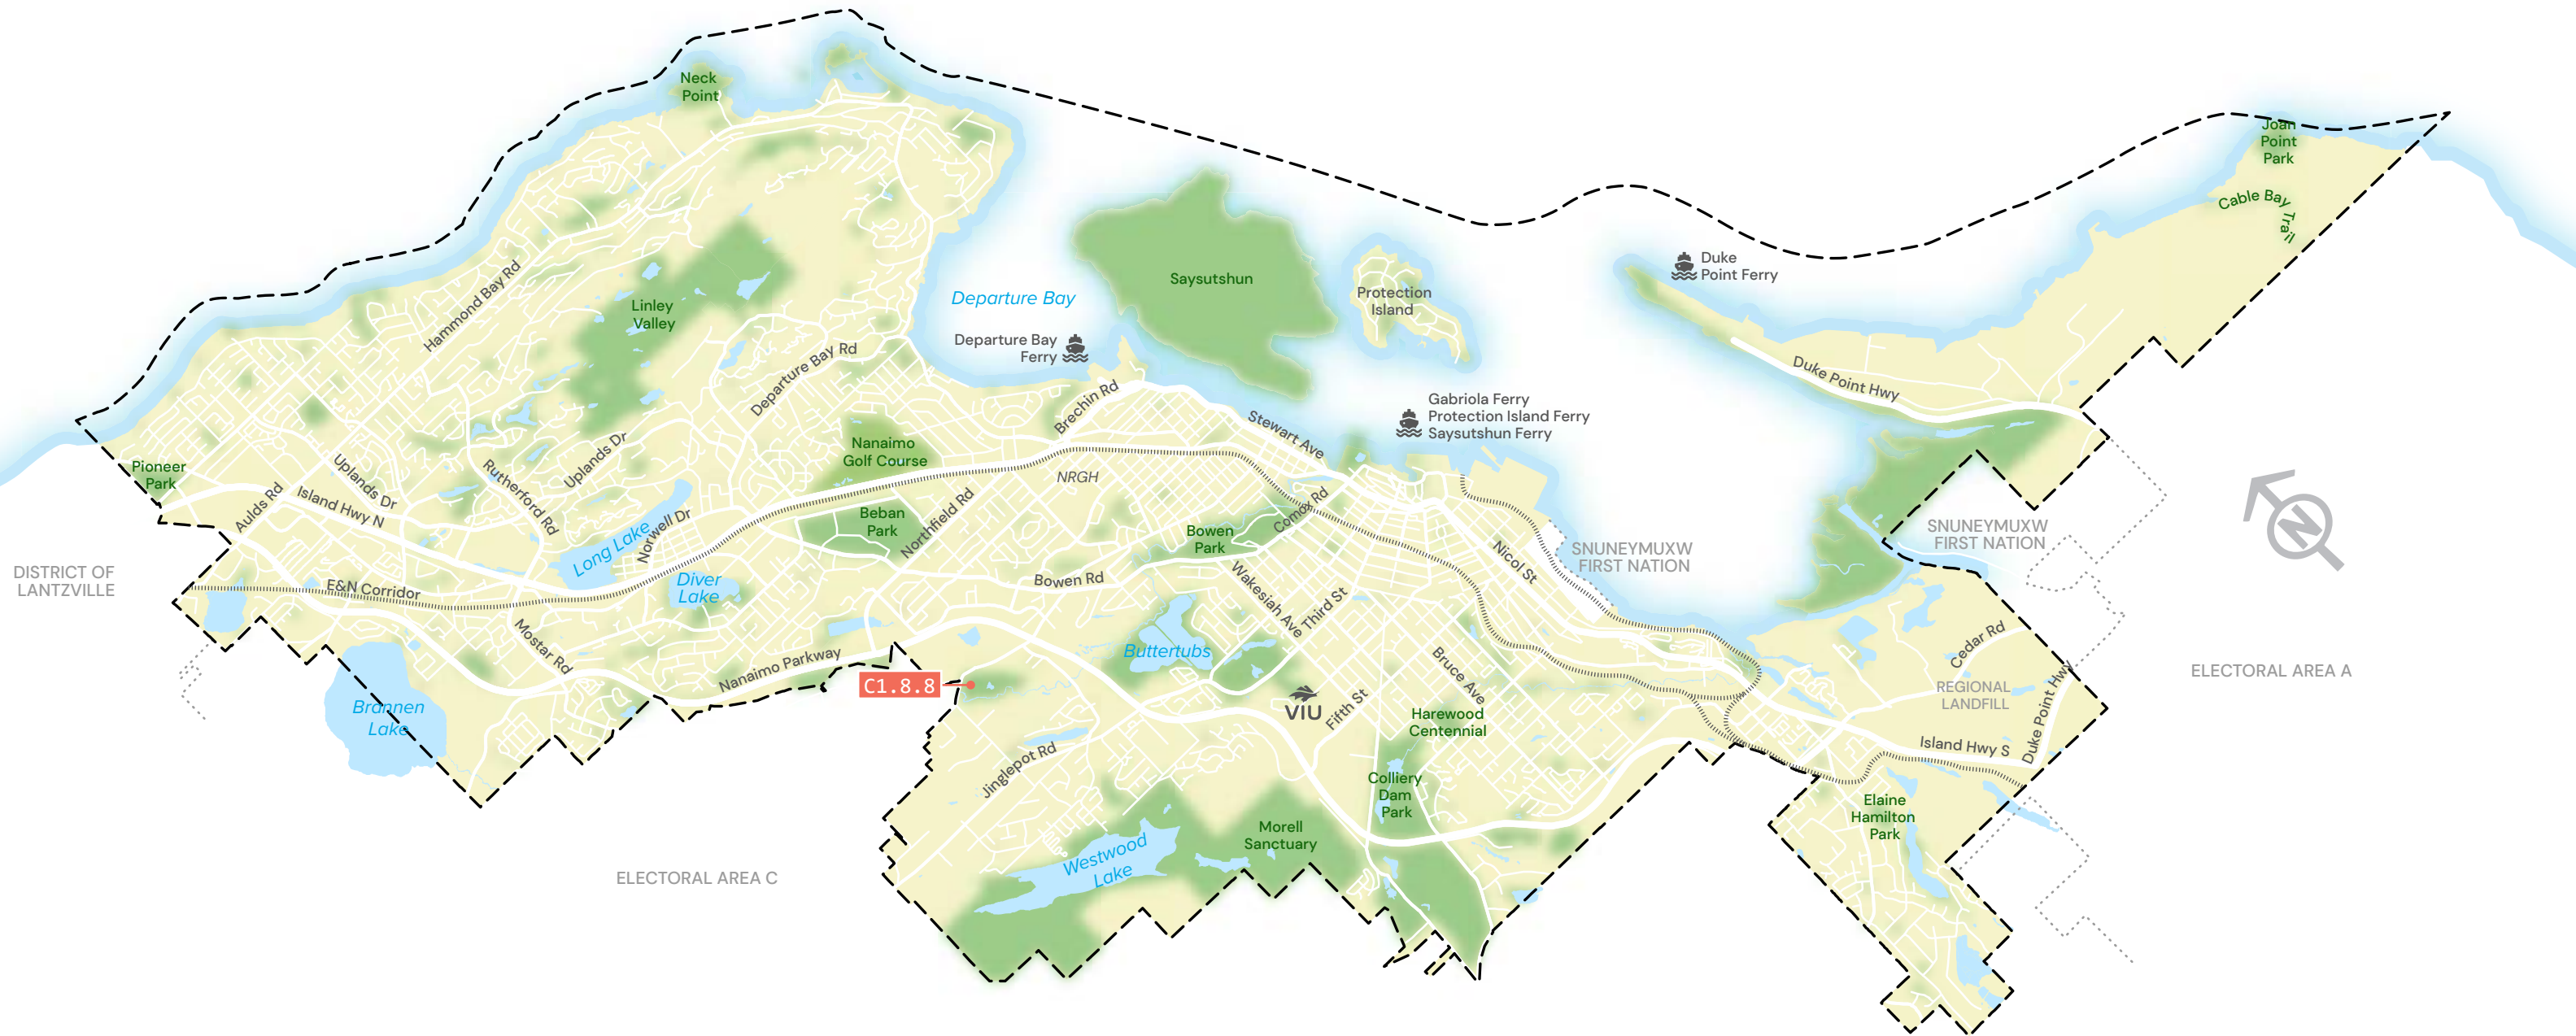 Neck
Point
Joan
Point
Park
Cable Bay
Trail
Hammond Bay Rd
Linley
Valley
Departure Bay
Saysutshun
Protection
Island
Duke
Point Ferry
Departure Bay
Ferry
Departure Bay Rd
Brechin Rd
Stewart Ave
Gabriola Ferry
Protection Island Ferry
Saysutshun Ferry
Duke Point Hwy
Pioneer
Park
Aulds Rd
Uplands Dr
Island Hwy N
Rutherford Rd
Uplands Dr
Nanaimo
Golf Course
NRGH
Long Lake
Norwell Dr
Beban
Park
Northfield Rd
Bowen
Park
Comox Rd
Nicol St
SNUNEYMUXW
FIRST NATION
SNUNEYMUXW
FIRST NATION
N
DISTRICT OF
LANTZVILLE
E&N Corridor
Diver
Lake
Bowen Rd
Wakesiah Ave
Third St
Mostar Rd
Nanaimo Parkway
C1.8.8
Buttertubs
VIU
Fifth St
Bruce Ave
Harewood
Centennial
Cedar Rd
REGIONAL
LANDFILL
Duke Point Hwy
ELECTORAL AREA A
Brannen
Lake
Jinglepot Rd
Island Hwy S
Colliery
Dam
Park
Elaine
Hamilton
Park
Westwood
Lake
Morell
Sanctuary
ELECTORAL AREA C